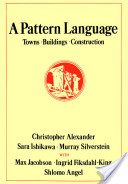 A Pattern Language
Towns · Buildings · Construction
Christopher Alexander
Sara Ishikawa · Murray Silverstein
WITH
Max Jacobson · Ingrid Fiksdahl-King
Shlomo Angel